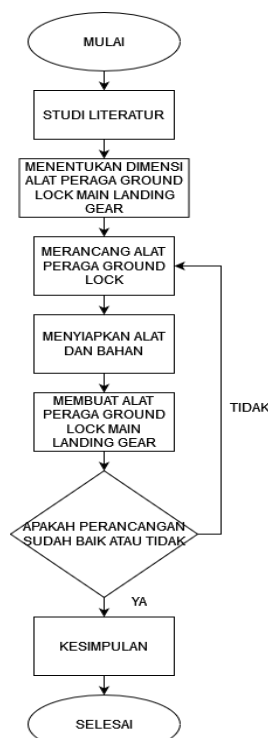 MULAI
STUDI LITERATUR
MENENTUKAN DIMENSI
ALAT PERAGA GROUND
LOCK MAIN LANDING
GEAR
MERANCANG ALAT
PERAGA GROUND
LOCK
MENYIAPKAN ALAT
DAN BAHAN
MEMBUAT ALAT
PERAGA GROUND
LOCK MAIN
LANDING GEAR
TIDAK
APAKAH PERANCANGAN
SUDAH BAIK ATAU TIDAK
YA
KESIMPULAN
SELESAI